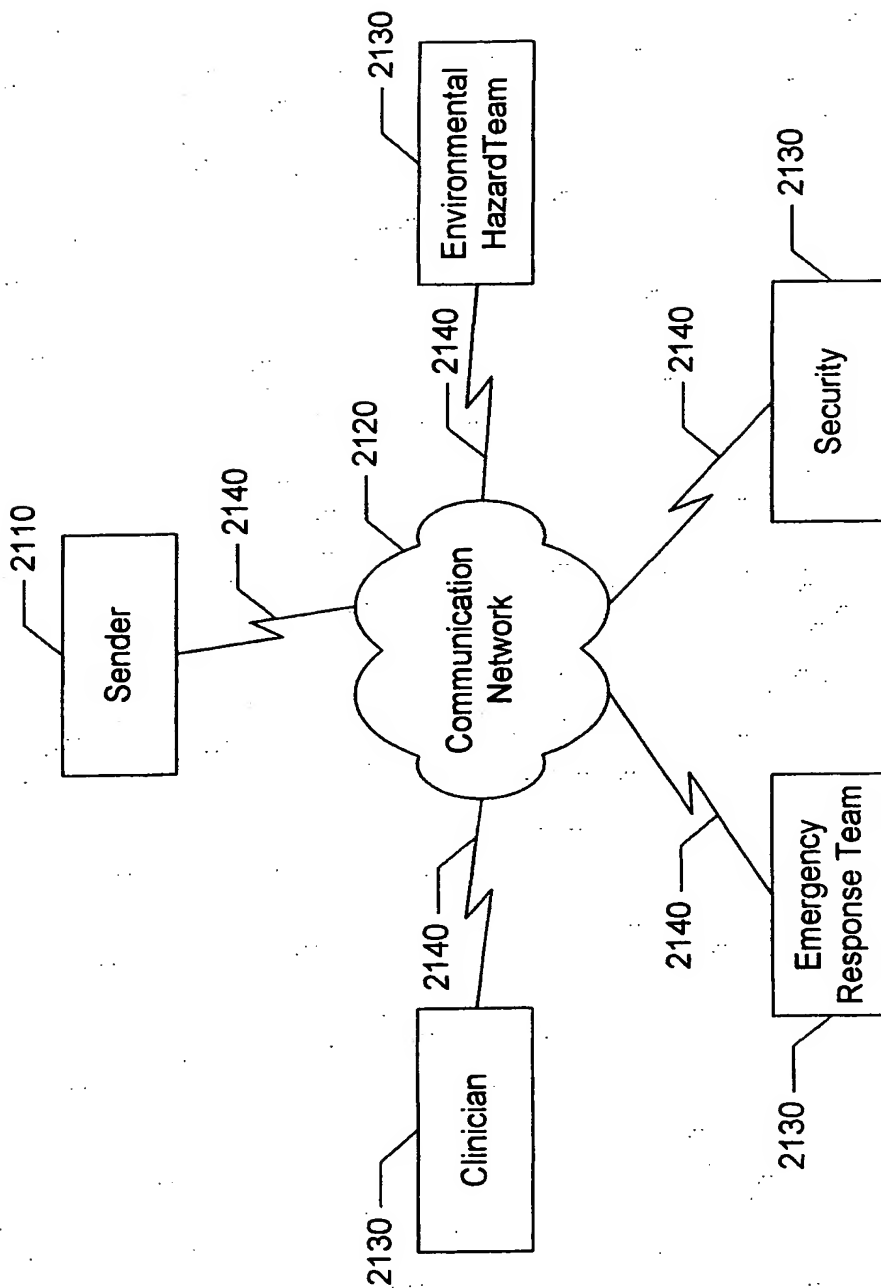 2110
Sender
2140
2120
Communication
Network
2140
2130
Clinician
2140
2130
Environmental
HazardTeam
2140
2130
Emergency
Response Team
2140
2130
Security